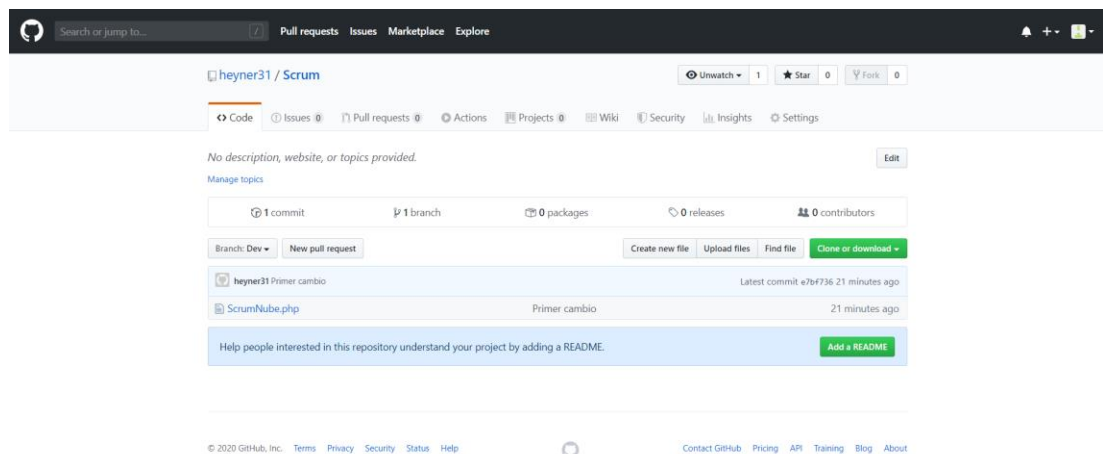 Search or jump to... / Pull requests Issues Marketplace Explore
heyner31 / Scrum Unwatch 1 Star 0 Fork 0
Code Issues 0 Pull requests 0 Actions Projects 0 Wiki Security Insights Settings
No description, website, or topics provided. Edit
Manage topics
1 commit 1 branch 0 packages 0 releases 0 contributors
Branch: Dev New pull request Create new file Upload files Find file Clone or download
heyner31 Primer cambio Latest commit e7bf736 21 minutes ago
ScrumNube.php Primer cambio 21 minutes ago
Help people interested in this repository understand your project by adding a README. Add a README
© 2020 GitHub, Inc. Terms Privacy Security Status Help Contact GitHub Pricing API Training Blog About